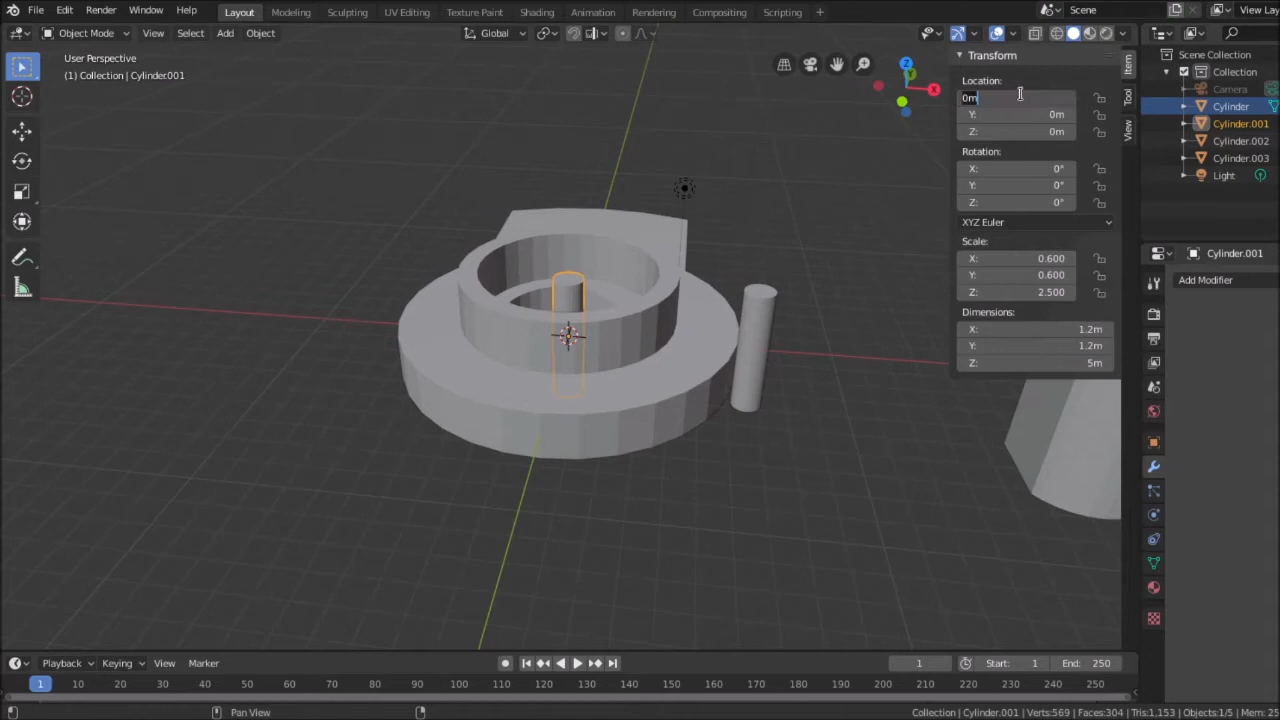 File Edit Render Window Help Layout Modeling Sculpting UV Editing Texture Paint Shading Animation Rendering Compositing Scripting + Scene View Lay
Object Mode View Select Add Object Global
User Perspective
(1) Collection | Cylinder.001
X
Y
Z
Transform
Location:
0m
Y: 0m
Z: 0m
Rotation:
X: 0°
Y: 0°
Z: 0°
XYZ Euler
Scale:
X: 0.600
Y: 0.600
Z: 2.500
Dimensions:
X: 1.2m
Y: 1.2m
Z: 5m
Item
Tool
View
Scene Collection
Collection
Camera
Cylinder
Cylinder.001
Cylinder.002
Cylinder.003
Light
Cylinder.001
Add Modifier
Playback Keying View Marker 1 Start: 1 End: 250
1 10 20 30 40 50 60 70 80 90 100 110 120 130 140 150 160 170 180 190 200 210 220 230 240 250
Pan View Collection | Cylinder.001 | Verts:569 | Faces:304 | Tris:1,153 | Objects:1/5 | Mem: 25